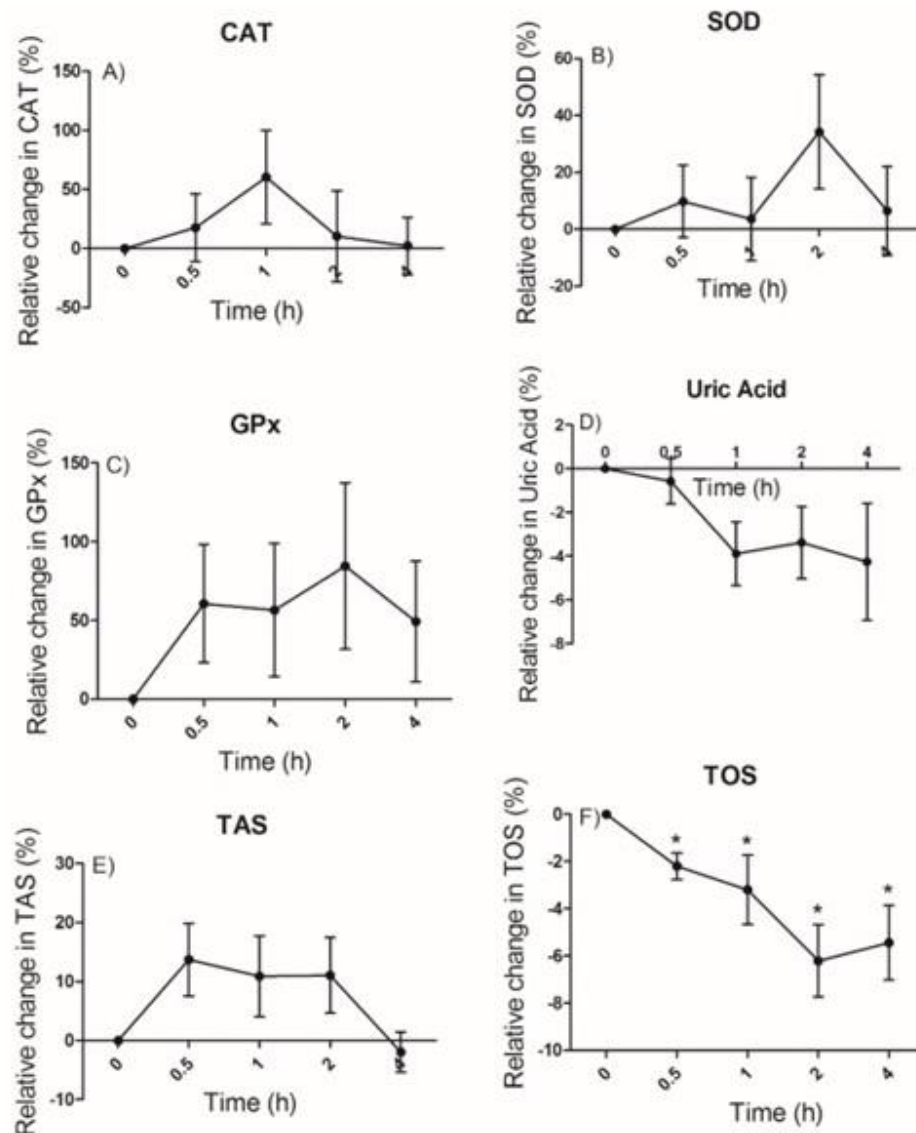 CAT
A)
Relative change in CAT (%)
150
100
50
0
-50
0
0.5
1
2
4
Time (h)
SOD
B)
Relative change in SOD (%)
60
40
20
0
-20
0
0.5
1
2
4
Time (h)
GPx
C)
Relative change in GPx (%)
150
100
50
0
0
0.5
1
2
4
Time (h)
Uric Acid
D)
Relative change in Uric Acid (%)
2
0
-2
-4
-6
-8
0
0.5
1
2
4
Time (h)
TAS
E)
Relative change in TAS (%)
30
20
10
0
-10
0
0.5
1
2
4
Time (h)
TOS
F)
Relative change in TOS (%)
0
-2
-4
-6
-8
-10
*
*
*
*
0
0.5
1
2
4
Time (h)